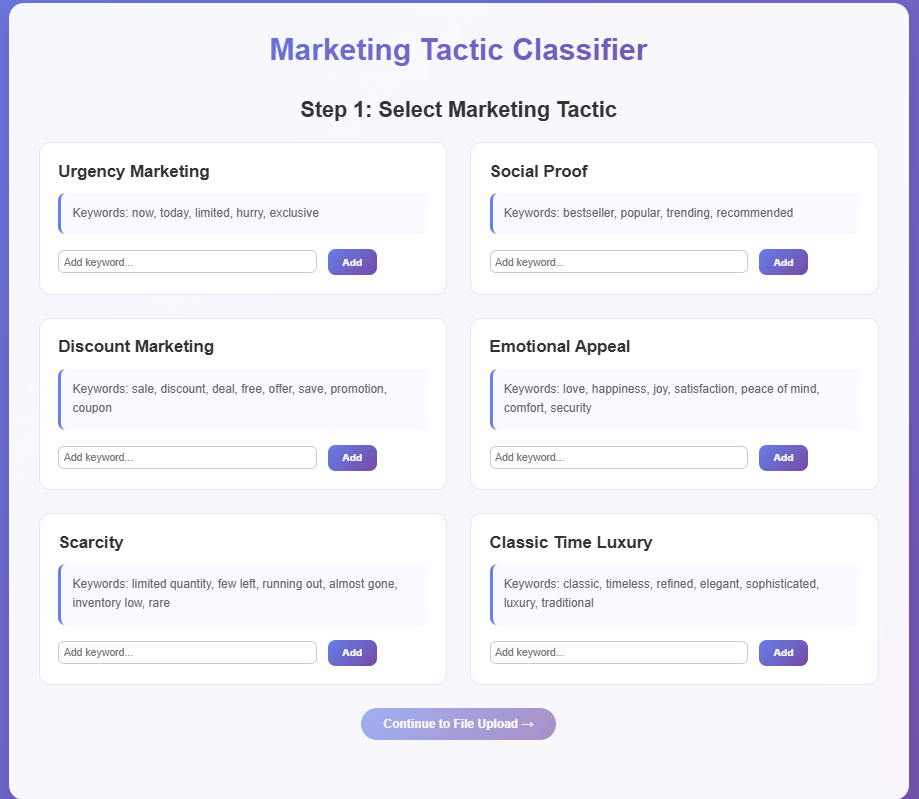 Marketing Tactic Classifier
Step 1: Select Marketing Tactic
Urgency Marketing
Keywords: now, today, limited, hurry, exclusive
Add keyword...
Add
Social Proof
Keywords: bestseller, popular, trending, recommended
Add keyword...
Add
Discount Marketing
Keywords: sale, discount, deal, free, offer, save, promotion,
coupon
Add keyword...
Add
Emotional Appeal
Keywords: love, happiness, joy, satisfaction, peace of mind,
comfort, security
Add keyword...
Add
Scarcity
Keywords: limited quantity, few left, running out, almost gone,
inventory low, rare
Add keyword...
Add
Classic Time Luxury
Keywords: classic, timeless, refined, elegant, sophisticated,
luxury, traditional
Add keyword...
Add
Continue to File Upload →